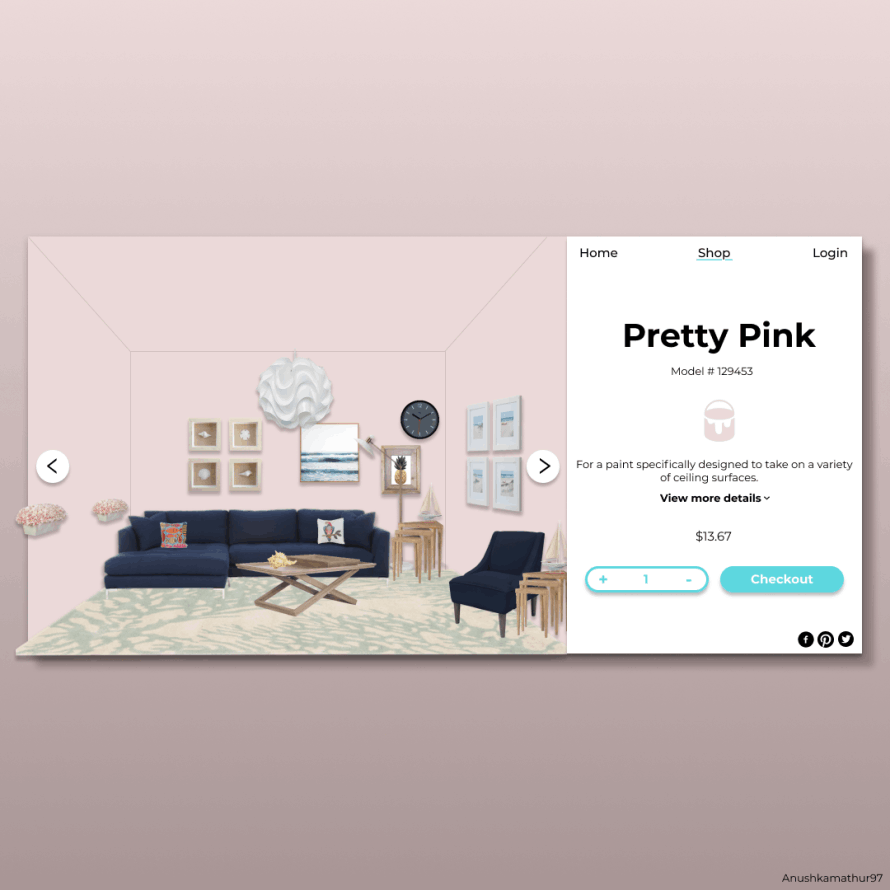 Home
Shop
Login
Pretty Pink
Model # 129453
For a paint specifically designed to take on a variety
of ceiling surfaces.
View more details
$13.67
+ 1 -
Checkout
Anushkamathur97